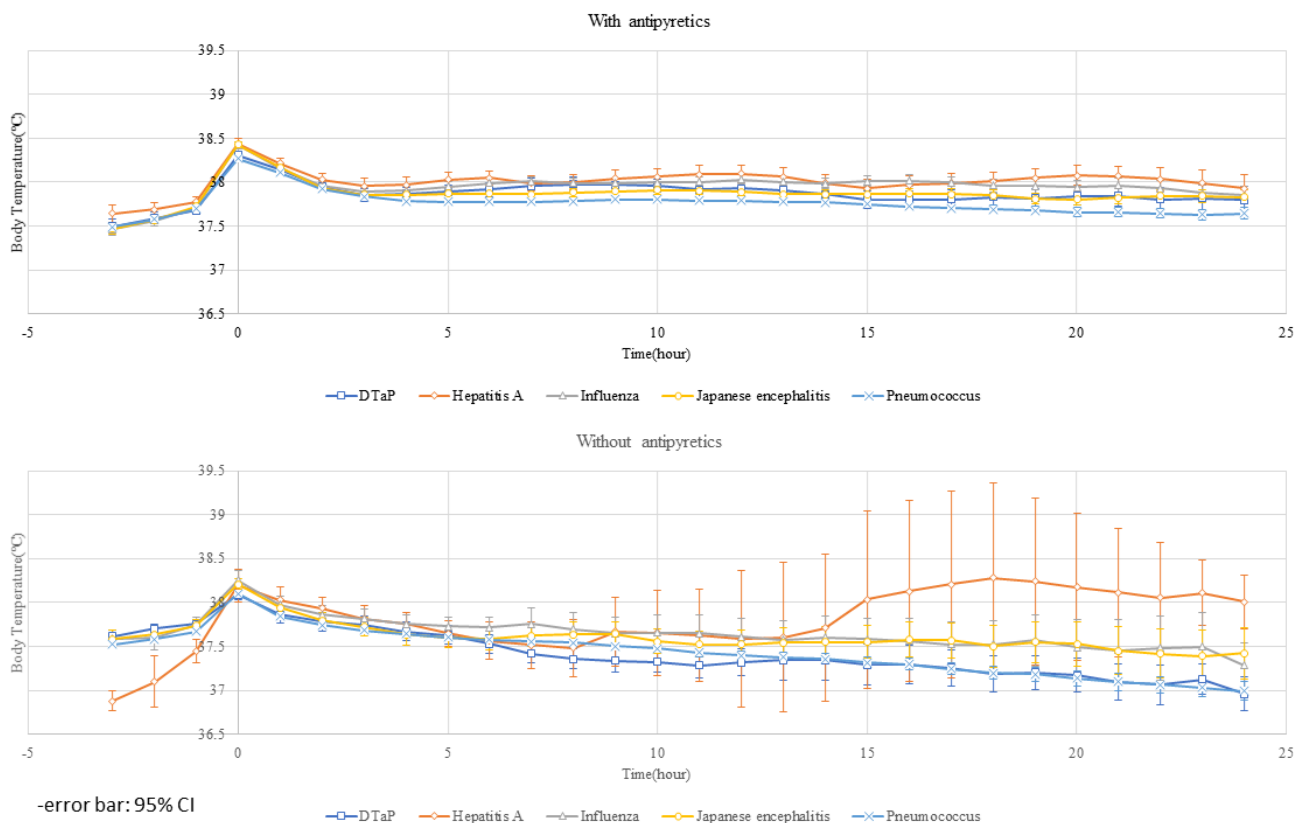 With antipyretics
39.5
39
38.5
38
37.5
37
36.5
Body Temperature(℃)
-5 0 5 10 15 20 25
Time(hour)
DTaP Hepatitis A Influenza Japanese encephalitis Pneumococcus
Without antipyretics
39.5
39
38.5
38
37.5
37
36.5
Body Temperature(℃)
-5 0 5 10 15 20 25
Time(hour)
-error bar: 95% CI
DTaP Hepatitis A Influenza Japanese encephalitis Pneumococcus